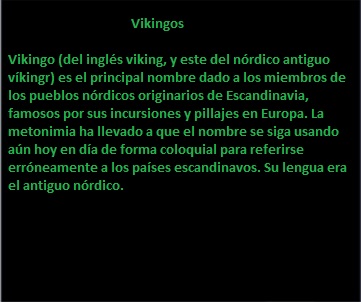 Vikingos
Vikingo (del inglés viking, y este del nórdico antiguo
víkingr) es el principal nombre dado a los miembros de
los pueblos nórdicos originarios de Escandinavia,
famosos por sus incursiones y pillajes en Europa. La
metonimia ha llevado a que el nombre se siga usando
aún hoy en día de forma coloquial para referirse
erróneamente a los países escandinavos. Su lengua era
el antiguo nórdico.